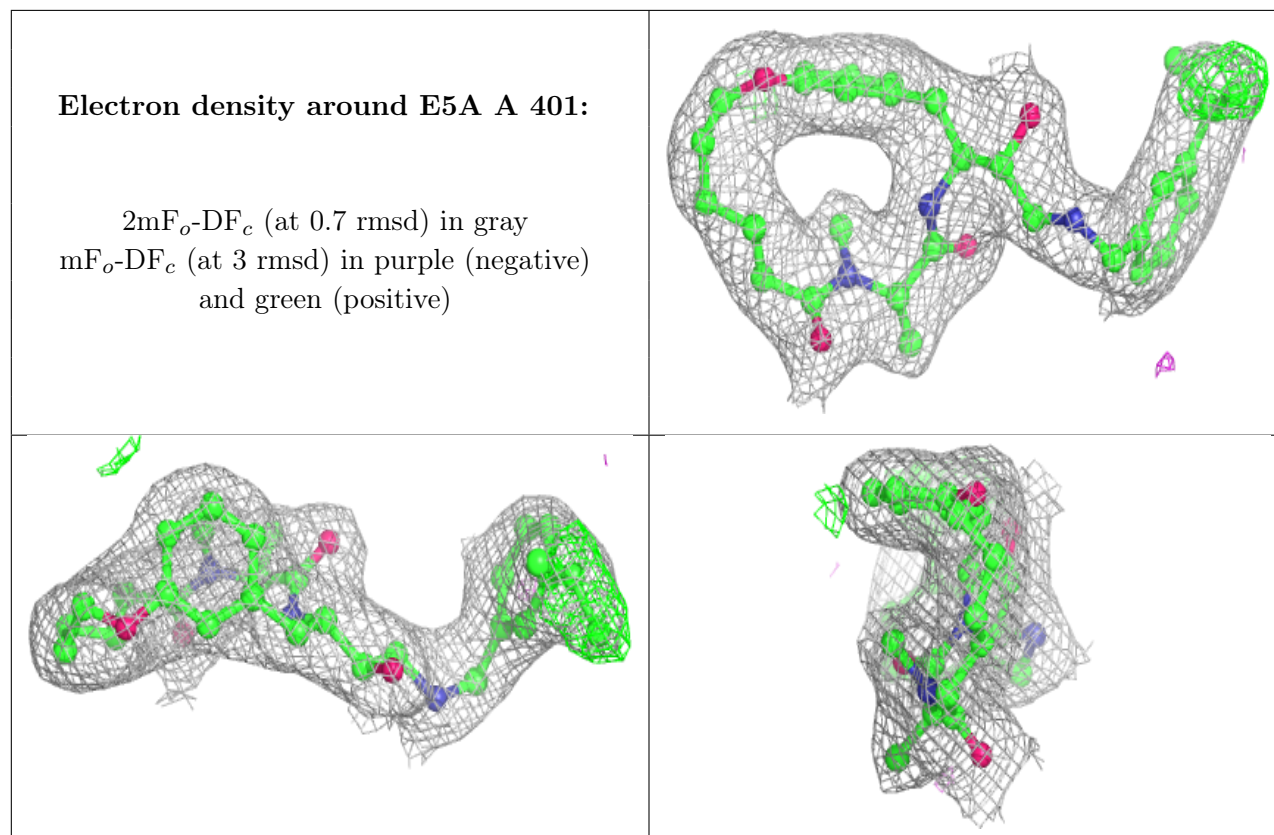 Electron density around E5A A 401:
2mFo-DFc (at 0.7 rmsd) in gray
mFo-DFc (at 3 rmsd) in purple (negative)
and green (positive)